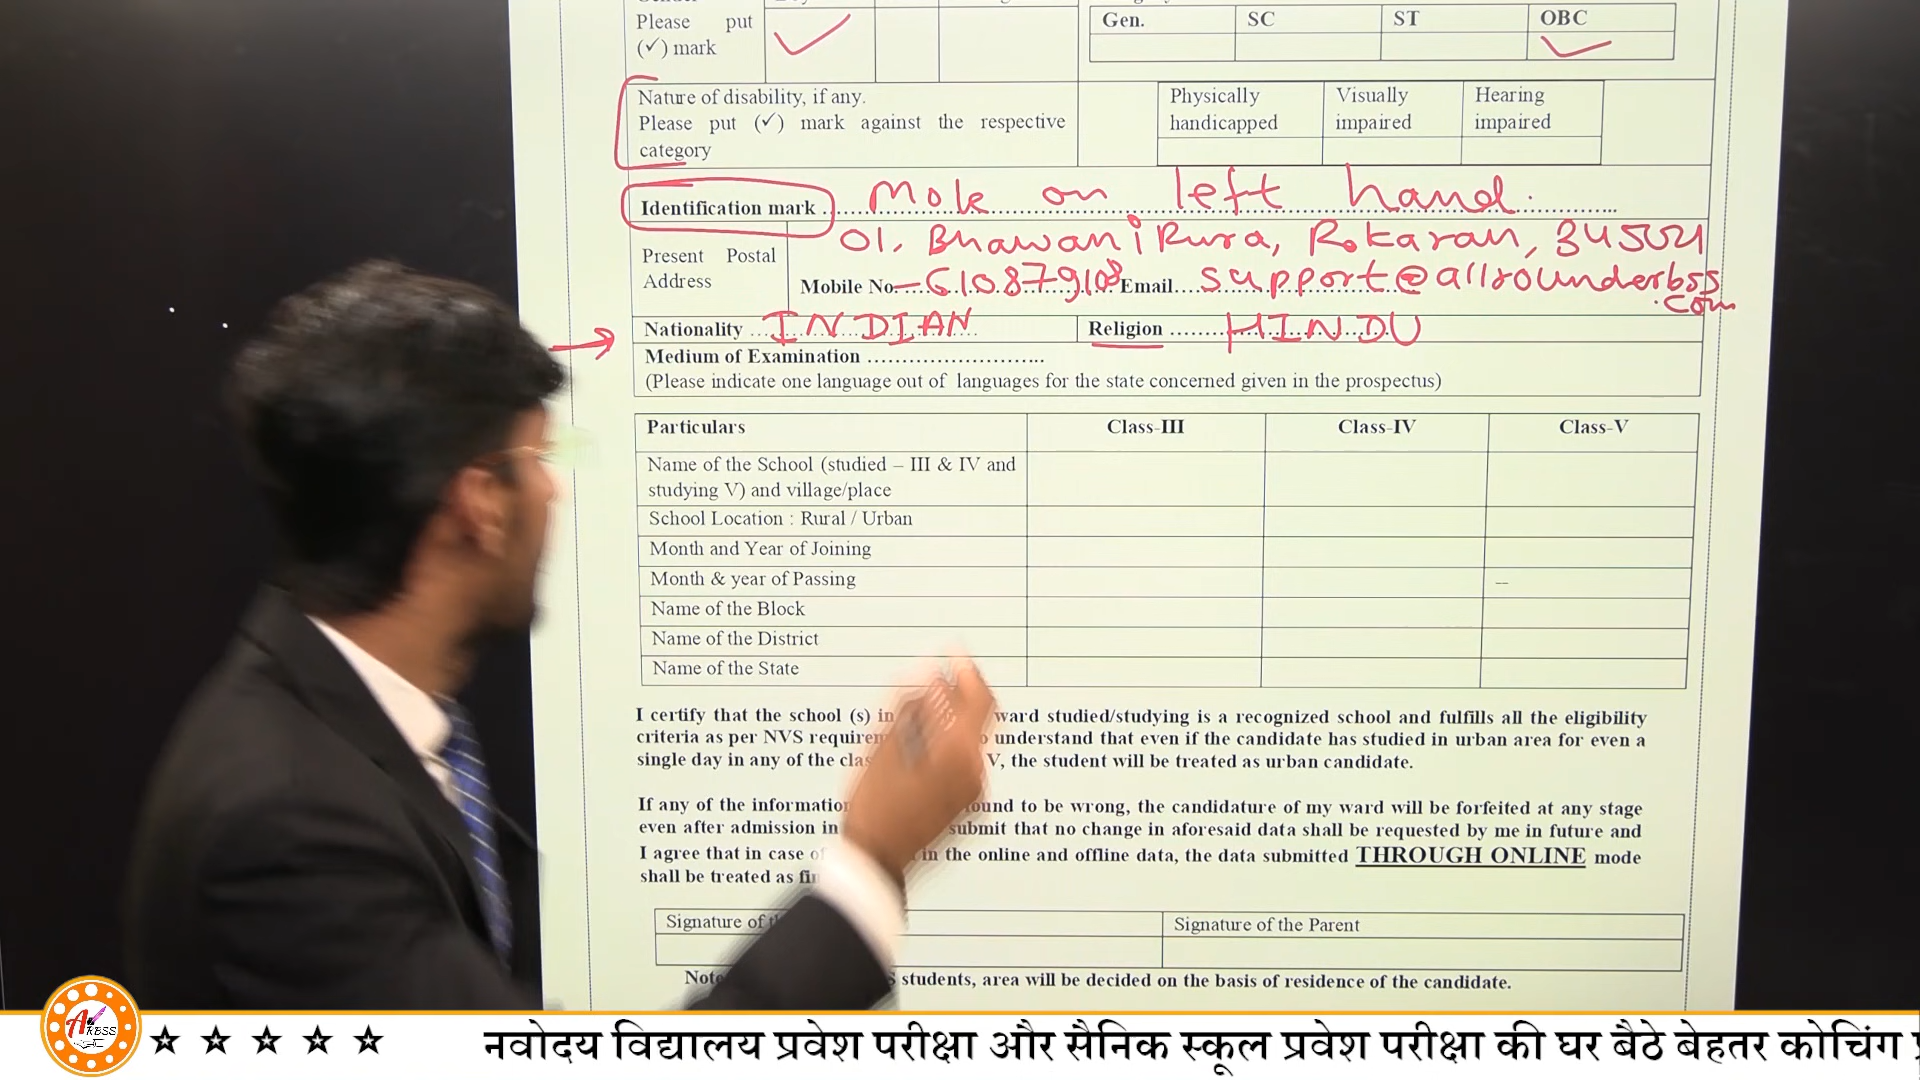 Please put
(✓) mark
Gen. SC ST OBC
Nature of disability, if any.
Please put (✓) mark against the respective
category
Physically handicapped
Visually impaired
Hearing impaired
Identification mark Mole on left hand.
01, Bhawani Pura, Pokaran, 345021
Present Postal
Address
Mobile No.- 610879108 Email support@allrounderbss
.com
Nationality INDIAN Religion HINDU
Medium of Examination ...........................
(Please indicate one language out of languages for the state concerned given in the prospectus)
Particulars Class-III Class-IV Class-V
Name of the School (studied – III & IV and
studying V) and village/place
School Location : Rural / Urban
Month and Year of Joining
Month & year of Passing --
Name of the Block
Name of the District
Name of the State
I certify that the school (s) in ward studied/studying is a recognized school and fulfills all the eligibility
criteria as per NVS understand that even if the candidate has studied in urban area for even a
single day in any of the V, the student will be treated as urban candidate.
If any of the information to be wrong, the candidature of my ward will be forfeited at any stage
even after admission in submit that no change in aforesaid data shall be requested by me in future and
I agree that in case in the online and offline data, the data submitted THROUGH ONLINE mode
shall be treated as
Signature of Signature of the Parent
students, area will be decided on the basis of residence of the candidate.
ARBSS
नवोदय विद्यालय प्रवेश परीक्षा और सैनिक स्कूल प्रवेश परीक्षा की घर बैठे बेहतर कोचिंग